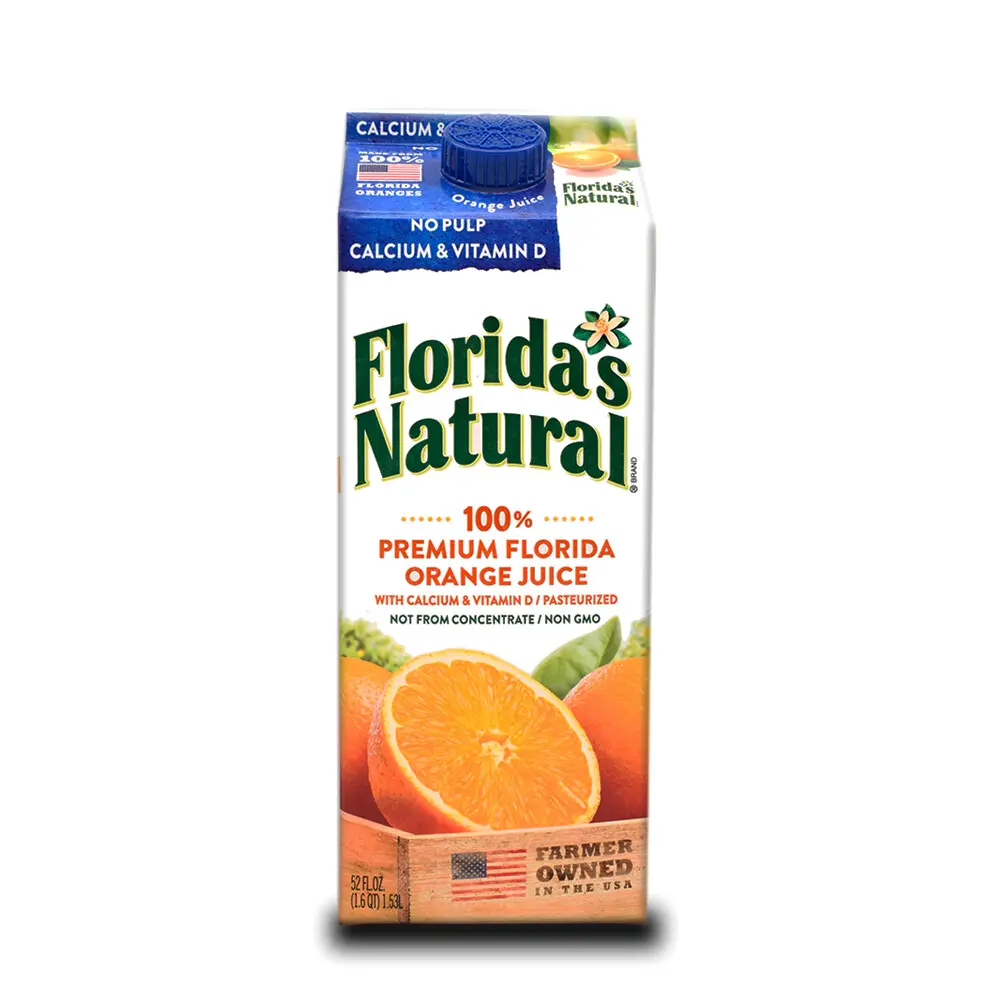 CALCIUM &
NO
MADE FROM
100%
FLORIDA
ORANGES
Orange Juice
Florida's
Natural
NO PULP
CALCIUM & VITAMIN D
Florida's
Natural
® BRAND
100%
PREMIUM FLORIDA
ORANGE JUICE
WITH CALCIUM & VITAMIN D / PASTEURIZED
NOT FROM CONCENTRATE / NON GMO
FARMER
OWNED
IN THE USA
52 FL.OZ.
(1.6 QT) 1.53L